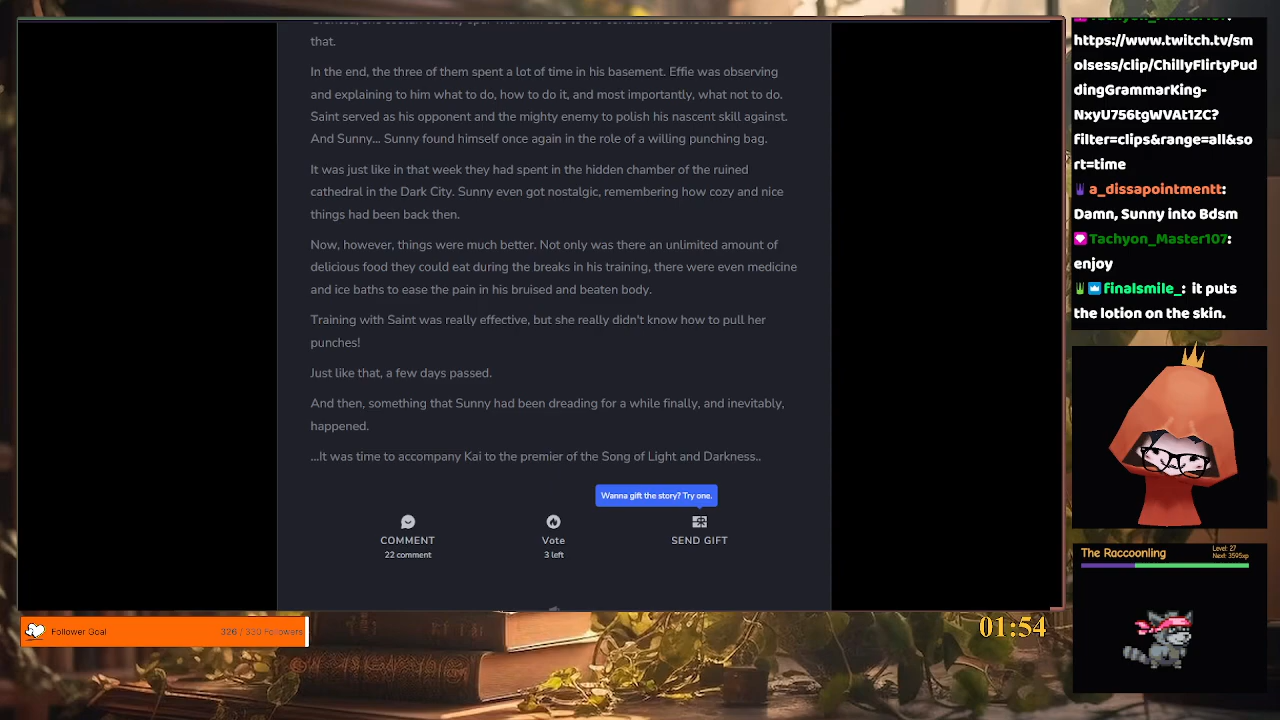 that.
In the end, the three of them spent a lot of time in his basement. Effie was observing
and explaining to him what to do, how to do it, and most importantly, what not to do.
Saint served as his opponent and the mighty enemy to polish his nascent skill against.
And Sunny... Sunny found himself once again in the role of a willing punching bag.
It was just like in that week they had spent in the hidden chamber of the ruined
cathedral in the Dark City. Sunny even got nostalgic, remembering how cozy and nice
things had been back then.
Now, however, things were much better. Not only was there an unlimited amount of
delicious food they could eat during the breaks in his training, there were even medicine
and ice baths to ease the pain in his bruised and beaten body.
Training with Saint was really effective, but she really didn't know how to pull her
punches!
Just like that, a few days passed.
And then, something that Sunny had been dreading for a while finally, and inevitably,
happened.
...It was time to accompany Kai to the premier of the Song of Light and Darkness..
Wanna gift the story? Try one.
COMMENT
22 comment
Vote
3 left
SEND GIFT
https://www.twitch.tv/sm
olsess/clip/ChillyFlirtyPud
dingGrammarKing-
NxyU756tgWVAt1ZC?
filter=clips&range=all&so
rt=time
a_dissapointmentt:
Damn, Sunny into Bdsm
Tachyon_Master107:
enjoy
finalsmile_: it puts
the lotion on the skin.
The Raccoonling
Level: 27
Next: 3595xp
Follower Goal
326 / 330 Followers
01:54